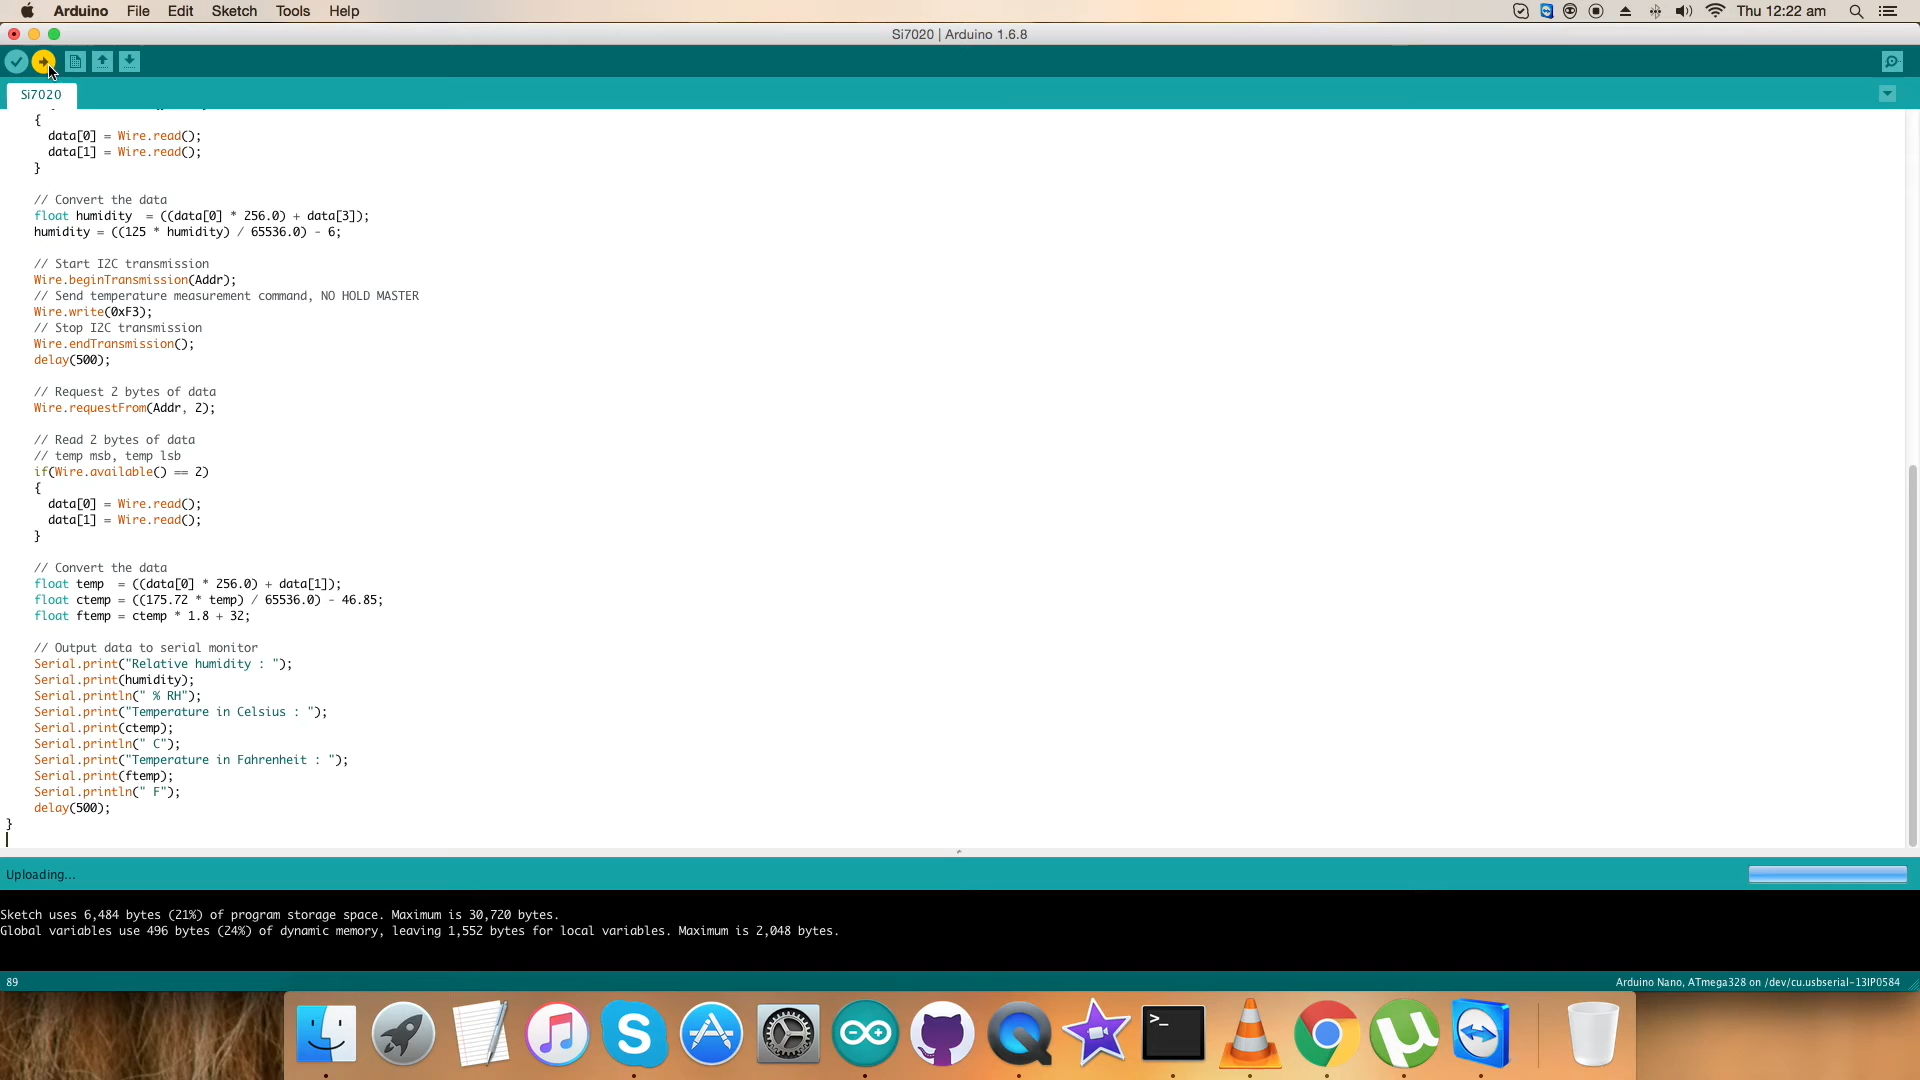 Arduino File Edit Sketch Tools Help Thu 12:22 am
Si7020 | Arduino 1.6.8
Si7020
{
data[0] = Wire.read();
data[1] = Wire.read();
}
// Convert the data
float humidity  = ((data[0] * 256.0) + data[3]);
humidity = ((125 * humidity) / 65536.0) - 6;
// Start I2C transmission
Wire.beginTransmission(Addr);
// Send temperature measurement command, NO HOLD MASTER
Wire.write(0xF3);
// Stop I2C transmission
Wire.endTransmission();
delay(500);
// Request 2 bytes of data
Wire.requestFrom(Addr, 2);
// Read 2 bytes of data
// temp msb, temp lsb
if(Wire.available() == 2)
{
data[0] = Wire.read();
data[1] = Wire.read();
}
// Convert the data
float temp  = ((data[0] * 256.0) + data[1]);
float ctemp = ((175.72 * temp) / 65536.0) - 46.85;
float ftemp = ctemp * 1.8 + 32;
// Output data to serial monitor
Serial.print("Relative humidity : ");
Serial.print(humidity);
Serial.println(" % RH");
Serial.print("Temperature in Celsius : ");
Serial.print(ctemp);
Serial.println(" C");
Serial.print("Temperature in Fahrenheit : ");
Serial.print(ftemp);
Serial.println(" F");
delay(500);
}
Uploading...
Sketch uses 6,484 bytes (21%) of program storage space. Maximum is 30,720 bytes.
Global variables use 496 bytes (24%) of dynamic memory, leaving 1,552 bytes for local variables. Maximum is 2,048 bytes.
89 Arduino Nano, ATmega328 on /dev/cu.usbserial-13IP0584